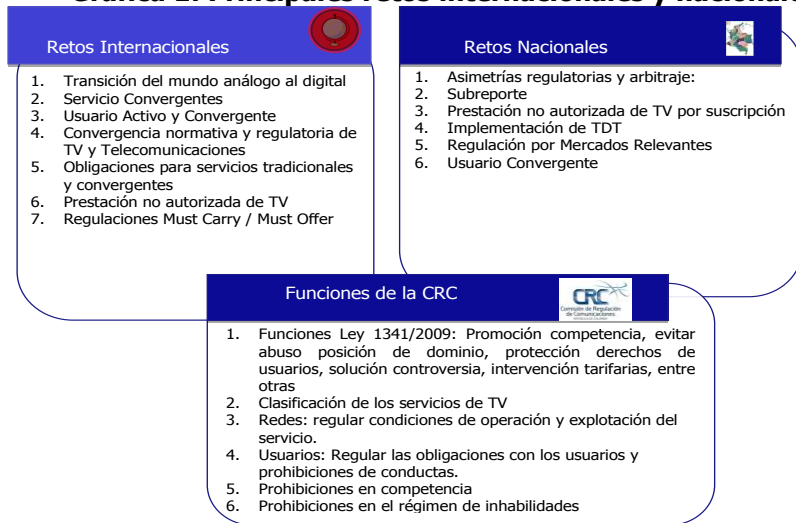 Retos Internacionales
1. Transición del mundo análogo al digital
2. Servicio Convergentes
3. Usuario Activo y Convergente
4. Convergencia normativa y regulatoria de
TV y Telecomunicaciones
5. Obligaciones para servicios tradicionales
y convergentes
6. Prestación no autorizada de TV
7. Regulaciones Must Carry / Must Offer
Retos Nacionales
1. Asimetrías regulatorias y arbitraje:
2. Subreporte
3. Prestación no autorizada de TV por suscripción
4. Implementación de TDT
5. Regulación por Mercados Relevantes
6. Usuario Convergente
Funciones de la CRC
CRC
Comisión de Regulación
de Comunicaciones
1. Funciones Ley 1341/2009: Promoción competencia, evitar
abuso posición de dominio, protección derechos de
usuarios, solución controversia, intervención tarifarias, entre
otras
2. Clasificación de los servicios de TV
3. Redes: regular condiciones de operación y explotación del
servicio.
4. Usuarios: Regular las obligaciones con los usuarios y
prohibiciones de conductas.
5. Prohibiciones en competencia
6. Prohibiciones en el régimen de inhabilidades